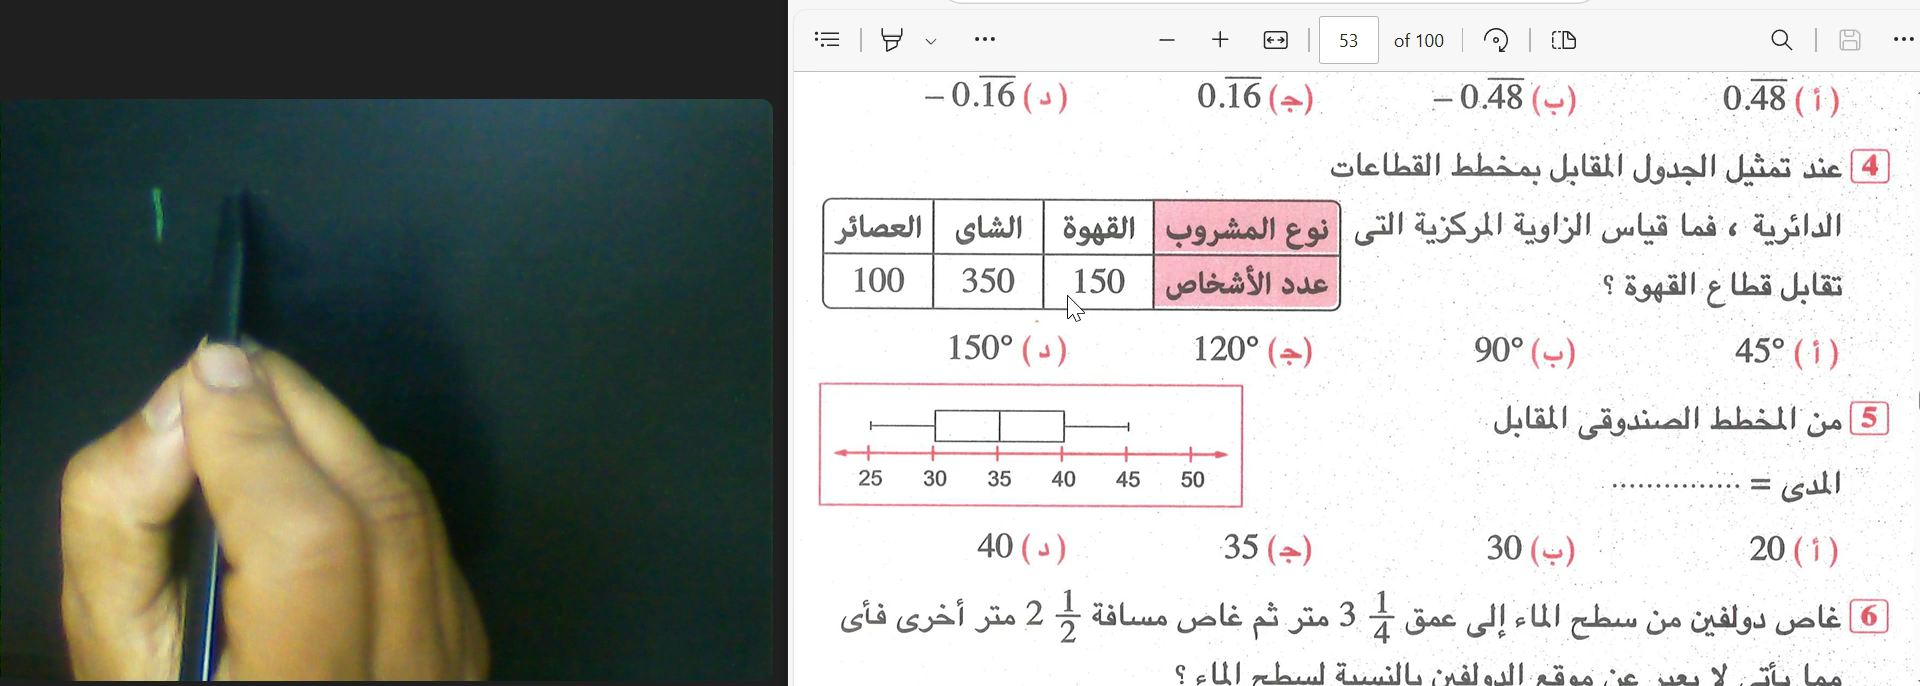 53 of 100
(أ) 0.48 (ب) – 0.48 (ج) 0.16 (د) – 0.16
4 عند تمثيل الجدول المقابل بمخطط القطاعات
الدائرية ، فما قياس الزاوية المركزية التى
تقابل قطاع القهوة ؟
نوع المشروب القهوة الشاى العصائر
عدد الأشخاص 150 350 100
(أ) 45° (ب) 90° (ج) 120° (د) 150°
5 من المخطط الصندوقى المقابل
المدى = ...............
25 30 35 40 45 50
(أ) 20 (ب) 30 (ج) 35 (د) 40
6 غاص دولفين من سطح الماء إلى عمق 3 1/4 متر ثم غاص مسافة 2 1/2 متر أخرى فأى
مما يأتى لا يعبر عن موقع الدولفين بالنسبة لسطح الماء ؟